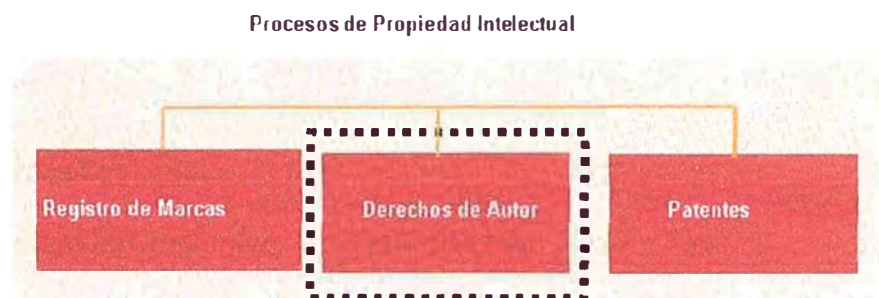 Procesos de Propiedad Intelectual
Registro de Marcas
Derechos de Autor
Patentes